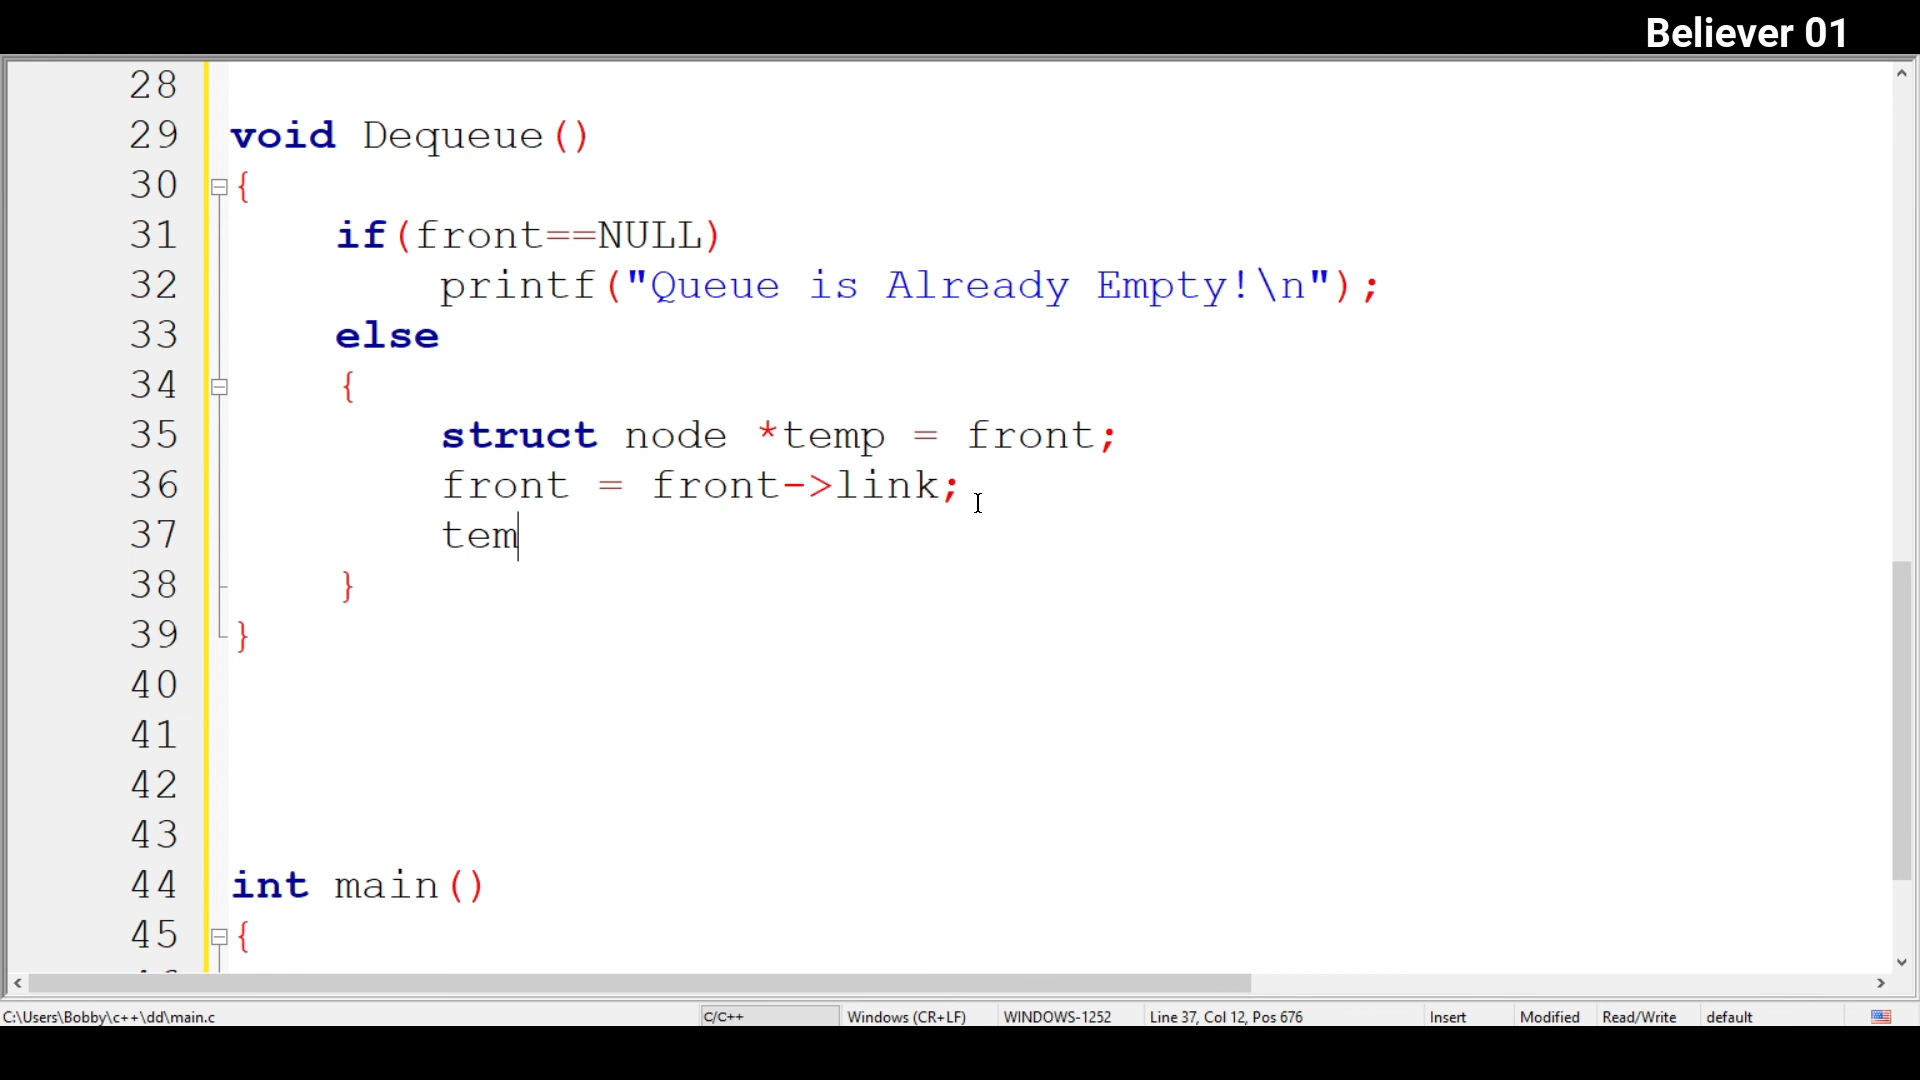 Believer 01
28
29 void Dequeue()
30 {
31 if(front==NULL)
32 printf("Queue is Already Empty!\n");
33 else
34 {
35 struct node *temp = front;
36 front = front->link;
37 tem
38 }
39 }
40
41
42
43
44 int main()
45 {
C:\Users\Bobby\c++\dd\main.c C/C++ Windows (CR+LF) WINDOWS-1252 Line 37, Col 12, Pos 676 Insert Modified Read/Write default